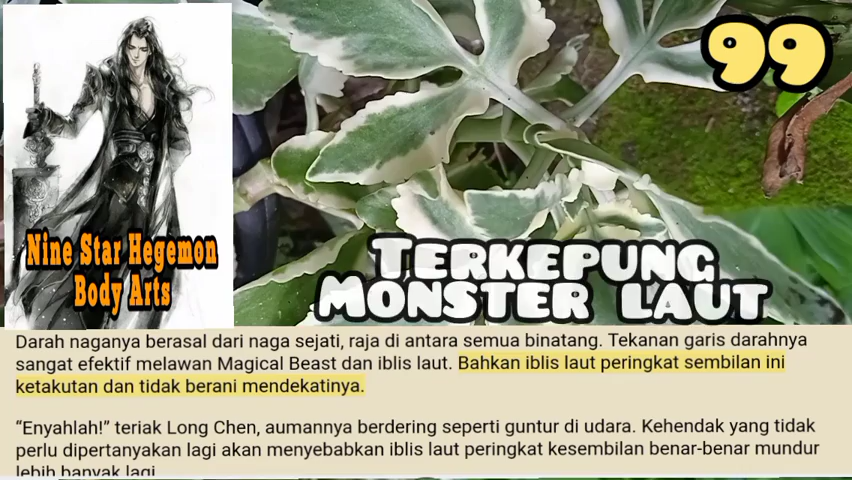 99
Nine Star Hegemon
Body Arts
TERKEPUNG
MONSTER LAUT
Darah naganya berasal dari naga sejati, raja di antara semua binatang. Tekanan garis darahnya
sangat efektif melawan Magical Beast dan iblis laut. Bahkan iblis laut peringkat sembilan ini
ketakutan dan tidak berani mendekatinya.
“Enyahlah!” teriak Long Chen, aumannya berdering seperti guntur di udara. Kehendak yang tidak
perlu dipertanyakan lagi akan menyebabkan iblis laut peringkat kesembilan benar-benar mundur
lebih banyak lagi